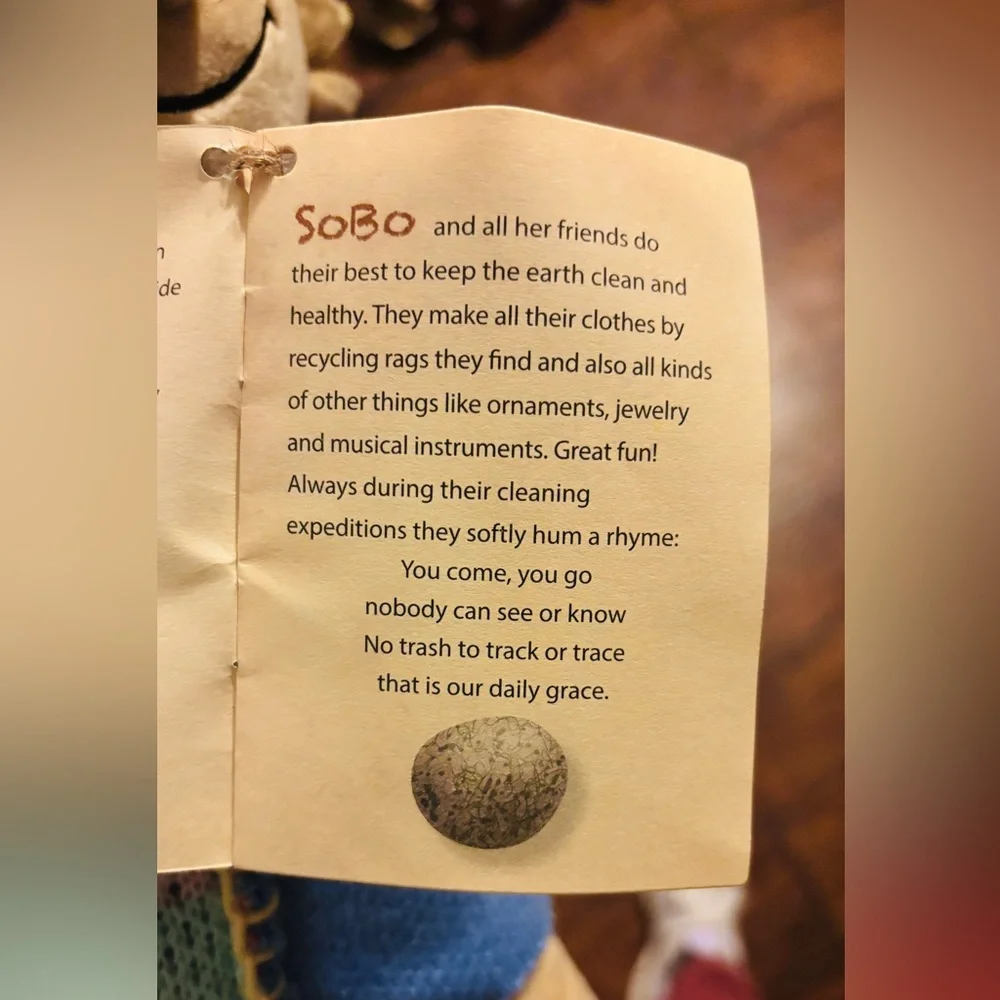 SoBo and all her friends do
their best to keep the earth clean and
healthy. They make all their clothes by
recycling rags they find and also all kinds
of other things like ornaments, jewelry
and musical instruments. Great fun!
Always during their cleaning
expeditions they softly hum a rhyme:
You come, you go
nobody can see or know
No trash to track or trace
that is our daily grace.